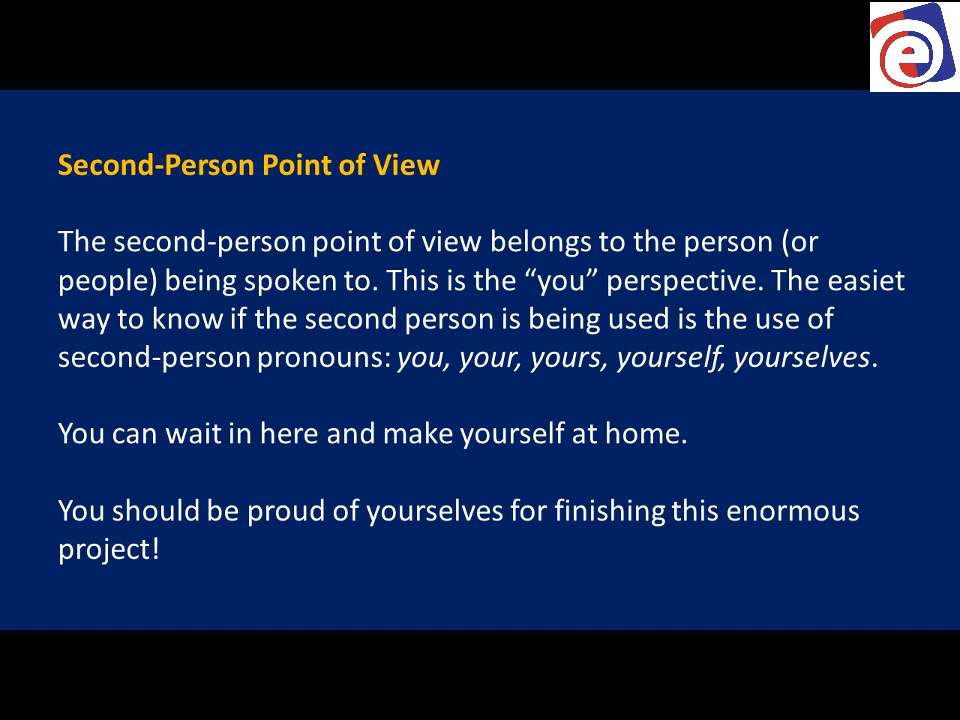 Second-Person Point of View
The second-person point of view belongs to the person (or
people) being spoken to. This is the “you” perspective. The easiet
way to know if the second person is being used is the use of
second-person pronouns: you, your, yours, yourself, yourselves.
You can wait in here and make yourself at home.
You should be proud of yourselves for finishing this enormous
project!